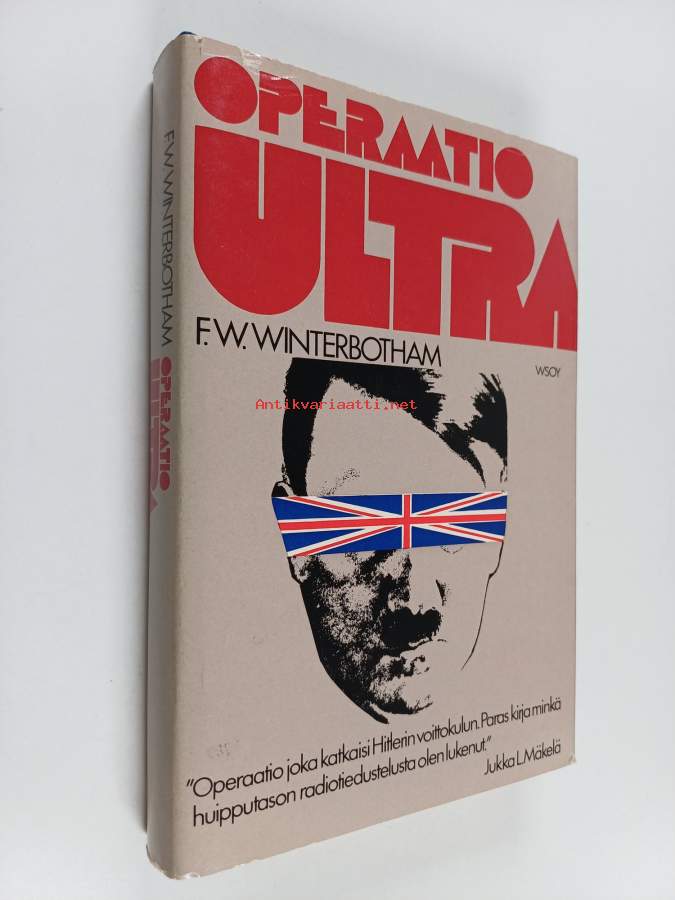 OPERAATIO
ULTRA
F. W. WINTERBOTHAM
WSOY
Antikvariaatti.net
"Operaatio joka katkaisi Hitlerin voittokulun. Paras kirja minkä
huipputason radiotiedustelusta olen lukenut."
Jukka L. Mäkelä
F. W. WINTERBOTHAM
OPERAATIO
ULTRA